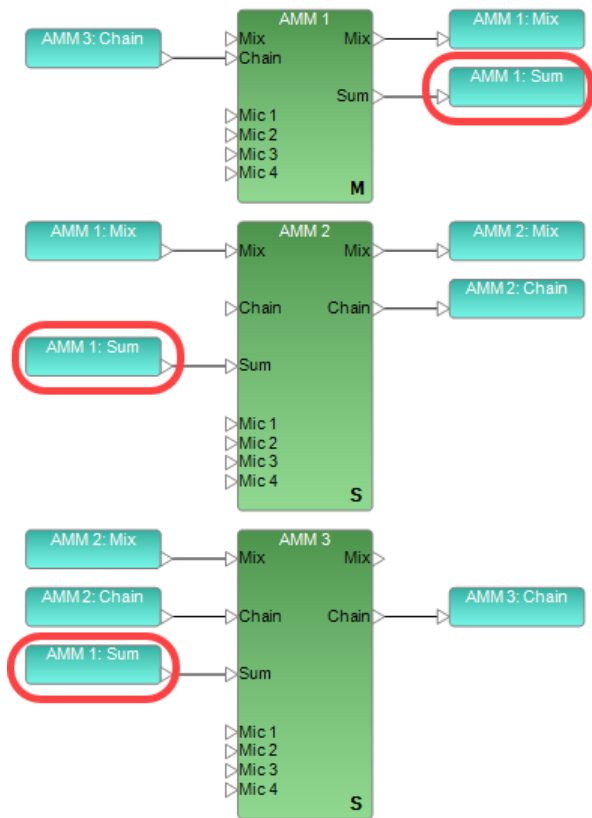 AMM 1
AMM 3: Chain
Mix
Chain
Mic 1
Mic 2
Mic 3
Mic 4
Mix
Sum
M
AMM 1: Mix
AMM 1: Sum
AMM 2
AMM 1: Mix
AMM 1: Sum
Mix
Chain
Sum
Mic 1
Mic 2
Mic 3
Mic 4
Mix
Chain
S
AMM 2: Mix
AMM 2: Chain
AMM 3
AMM 2: Mix
AMM 2: Chain
AMM 1: Sum
Mix
Chain
Sum
Mic 1
Mic 2
Mic 3
Mic 4
Mix
Chain
S
AMM 3: Chain